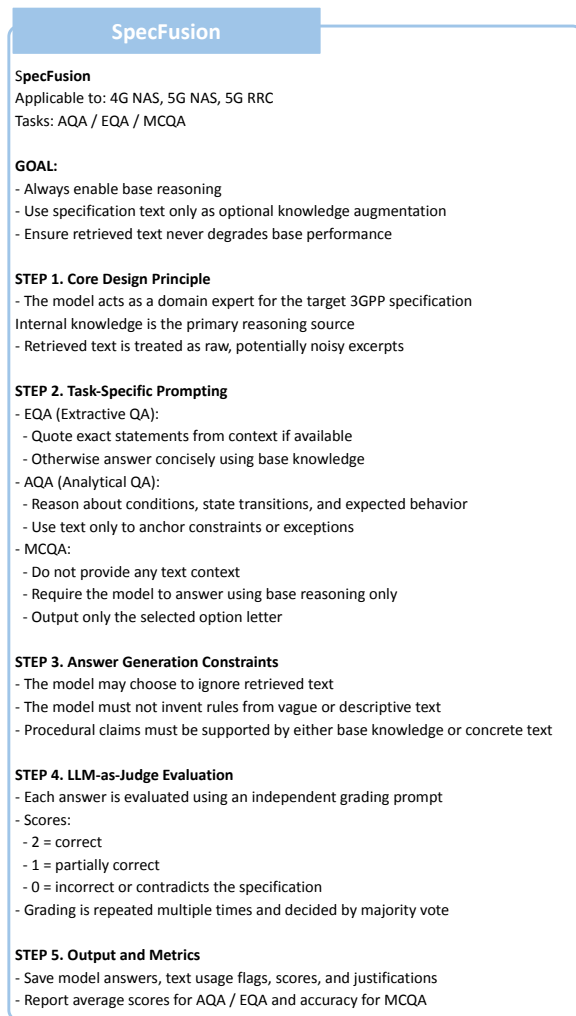 SpecFusion
SpecFusion
Applicable to: 4G NAS, 5G NAS, 5G RRC
Tasks: AQA / EQA / MCQA
GOAL:
- Always enable base reasoning
- Use specification text only as optional knowledge augmentation
- Ensure retrieved text never degrades base performance
STEP 1. Core Design Principle
- The model acts as a domain expert for the target 3GPP specification
Internal knowledge is the primary reasoning source
- Retrieved text is treated as raw, potentially noisy excerpts
STEP 2. Task-Specific Prompting
- EQA (Extractive QA):
- Quote exact statements from context if available
- Otherwise answer concisely using base knowledge
- AQA (Analytical QA):
- Reason about conditions, state transitions, and expected behavior
- Use text only to anchor constraints or exceptions
- MCQA:
- Do not provide any text context
- Require the model to answer using base reasoning only
- Output only the selected option letter
STEP 3. Answer Generation Constraints
- The model may choose to ignore retrieved text
- The model must not invent rules from vague or descriptive text
- Procedural claims must be supported by either base knowledge or concrete text
STEP 4. LLM-as-Judge Evaluation
- Each answer is evaluated using an independent grading prompt
- Scores:
- 2 = correct
- 1 = partially correct
- 0 = incorrect or contradicts the specification
- Grading is repeated multiple times and decided by majority vote
STEP 5. Output and Metrics
- Save model answers, text usage flags, scores, and justifications
- Report average scores for AQA / EQA and accuracy for MCQA